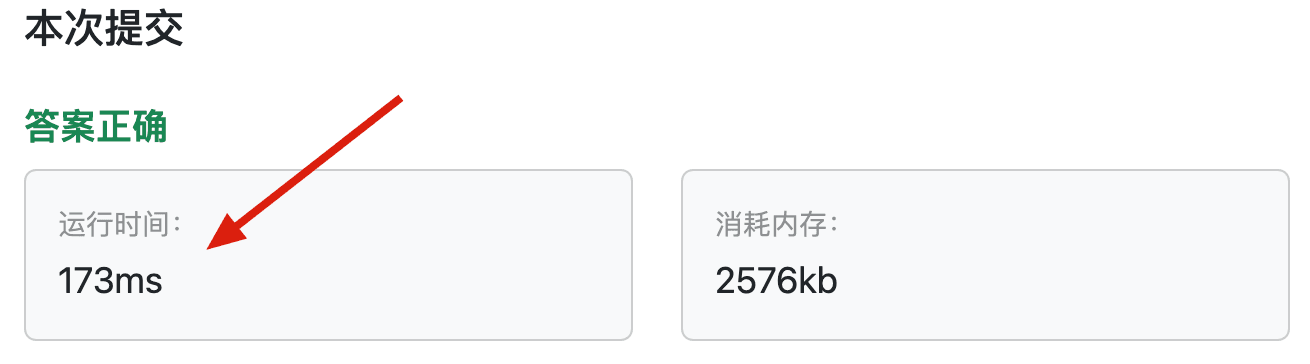 本次提交
答案正确
运行时间：
173ms
消耗内存：
2576kb